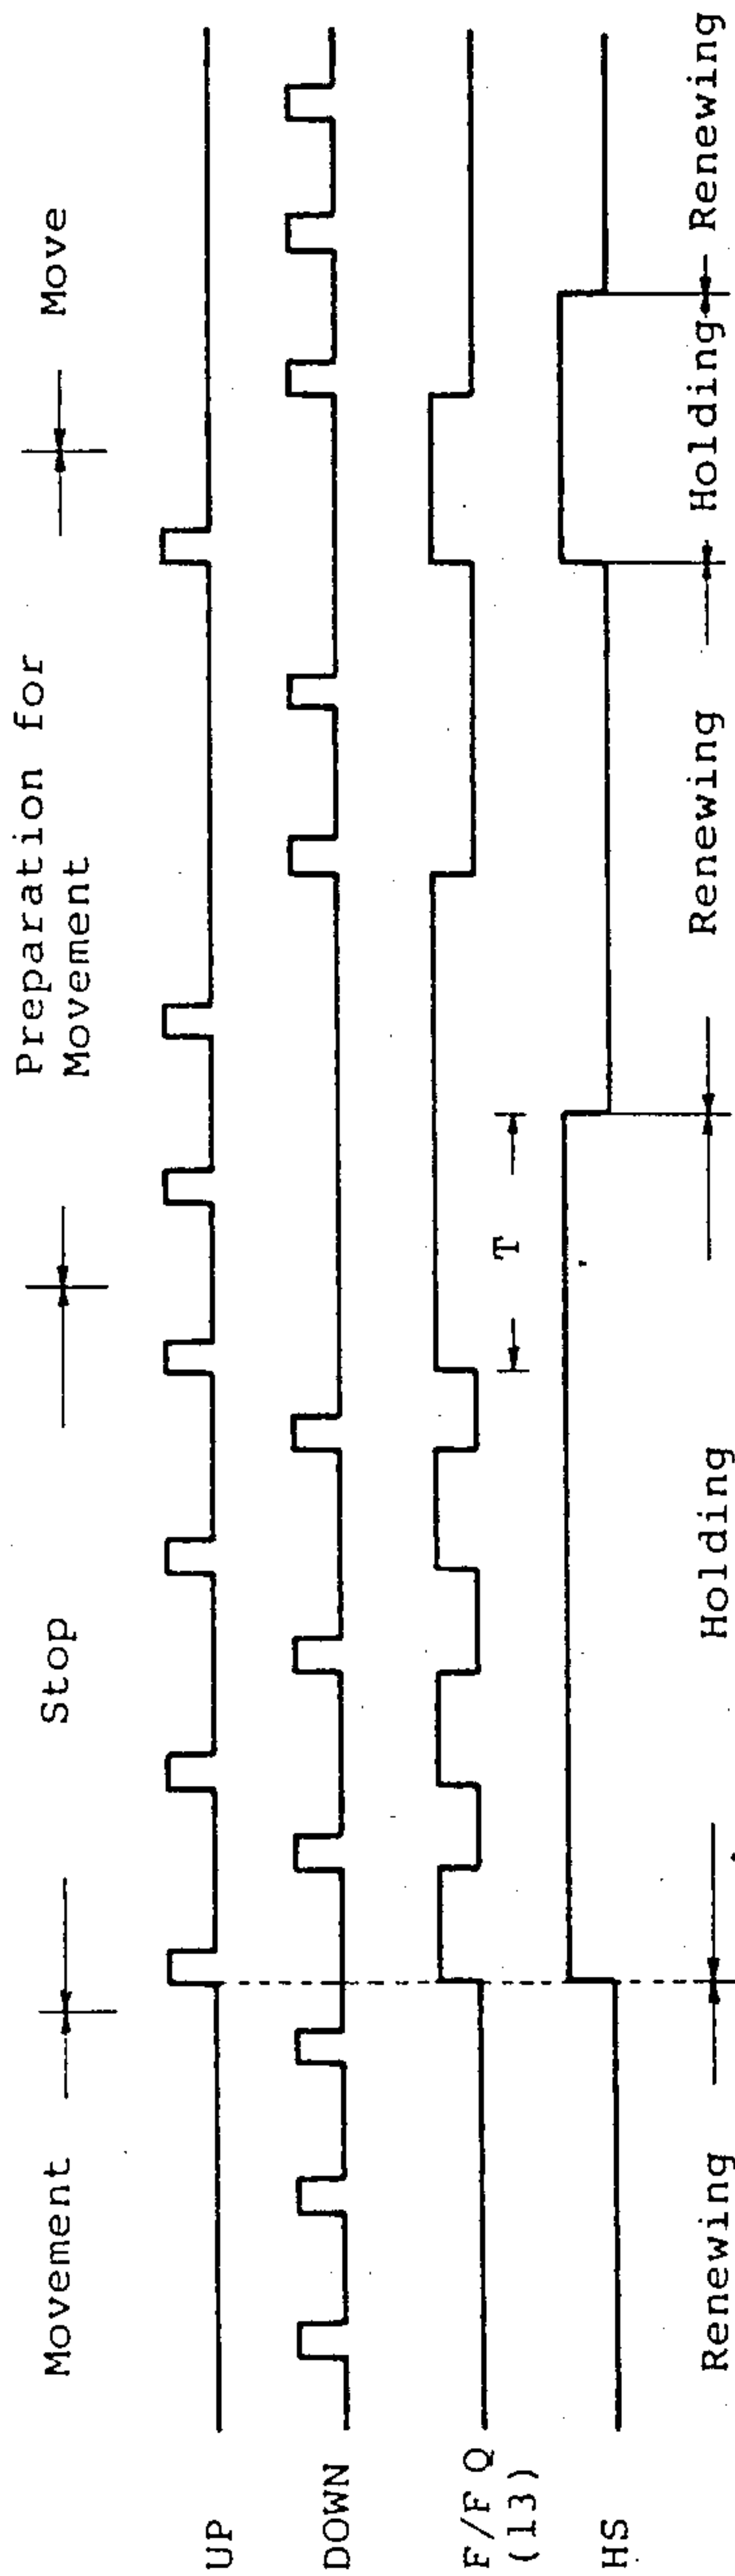 Movement
Stop
Preparation for
Movement
Move
UP
DOWN
F/F Q
(13)
T
HS
Renewing
Holding
Renewing
Holding
Renewing